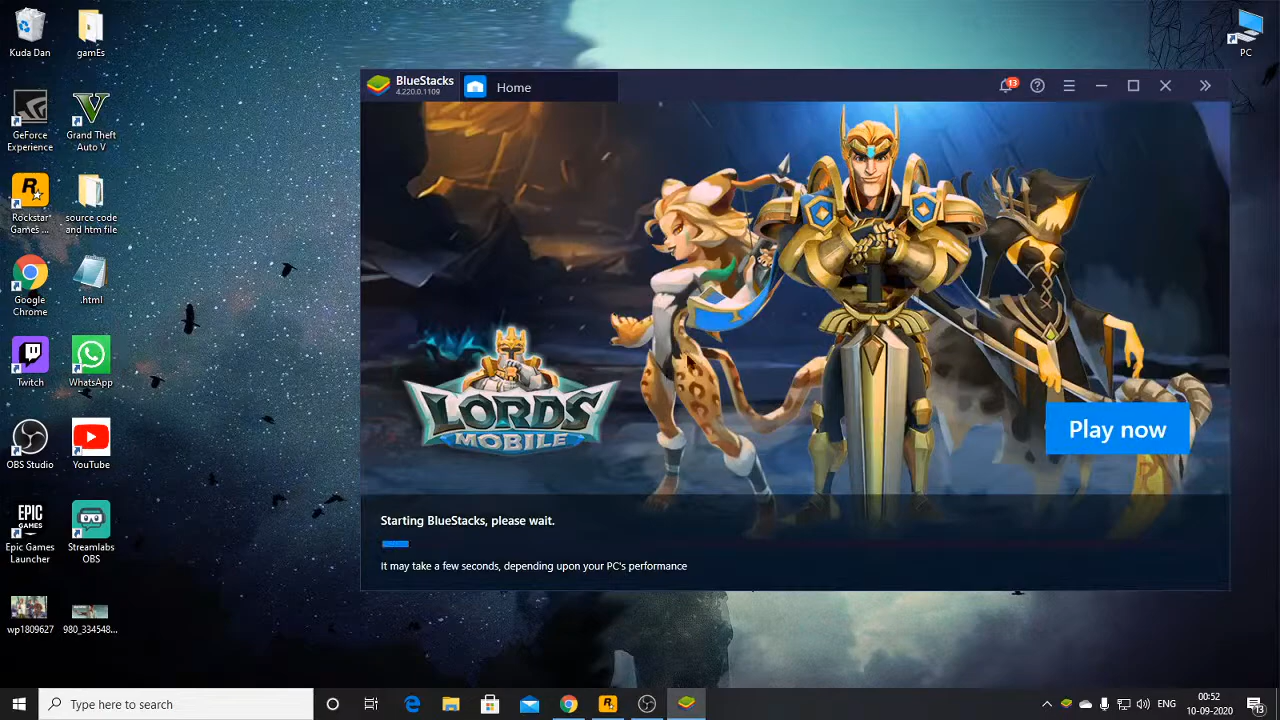 Kuda Dan
gamEs
PC
GeForce
Experience
Grand Theft
Auto V
Rockstar
Games ...
source code
and htm file
Google
Chrome
.html
Twitch
WhatsApp
OBS Studio
YouTube
EPIC
GAMES
Epic Games
Launcher
Streamlabs
OBS
wp1809627
980_334548...
BlueStacks
4.220.0.1109
Home
13
LORDS
MOBILE
Play now
Starting BlueStacks, please wait.
It may take a few seconds, depending upon your PC's performance
Type here to search
ENG
00:52
10-09-2020
13